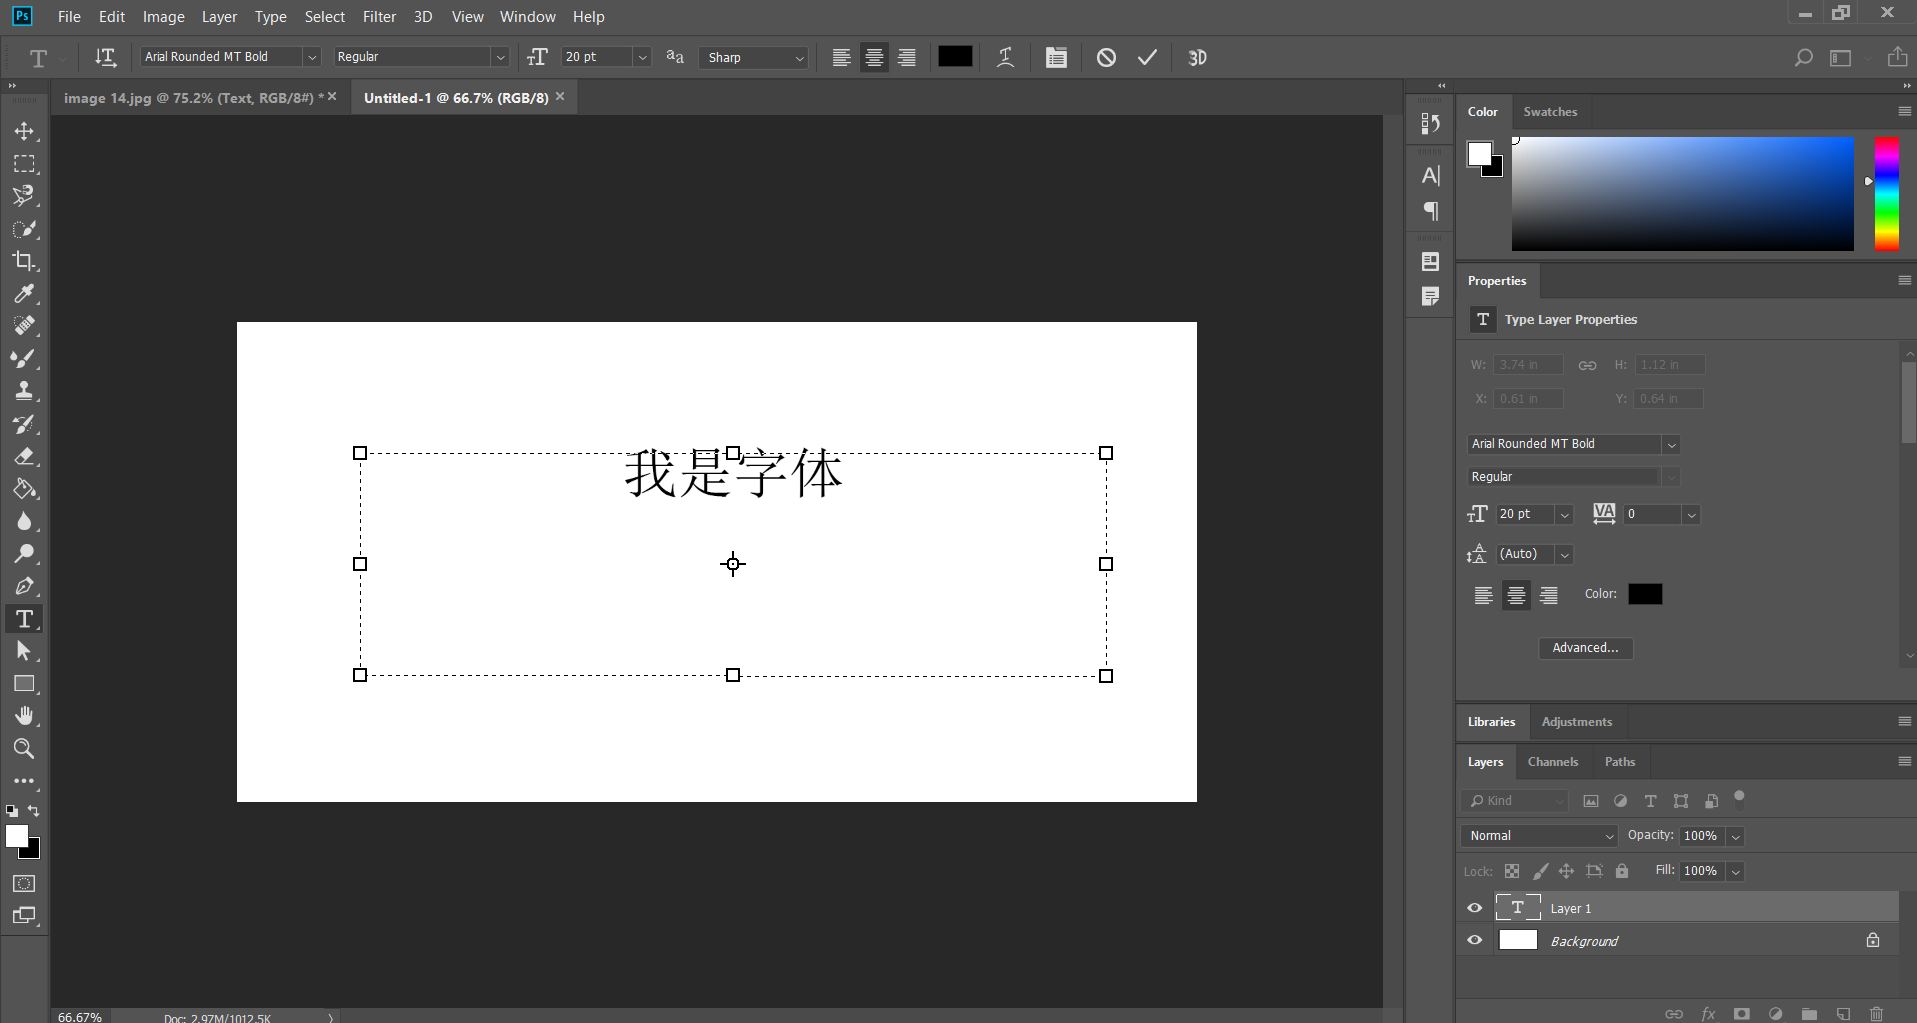 Ps File Edit Image Layer Type Select Filter 3D View Window Help
Arial Rounded MT Bold Regular 20 pt Sharp 3D
image 14.jpg @ 75.2% (Text, RGB/8#) * × Untitled-1 @ 66.7% (RGB/8) ×
Color Swatches
Properties
T Type Layer Properties
W: 3.74 in H: 1.12 in
X: 0.61 in Y: 0.64 in
Arial Rounded MT Bold
Regular
20 pt VA 0
(Auto)
Color:
Advanced...
我是字体
Libraries Adjustments
Layers Channels Paths
Kind
Normal Opacity: 100%
Lock: Fill: 100%
T Layer 1
Background
fx
66.67% Doc: 2.97M/1012.5K